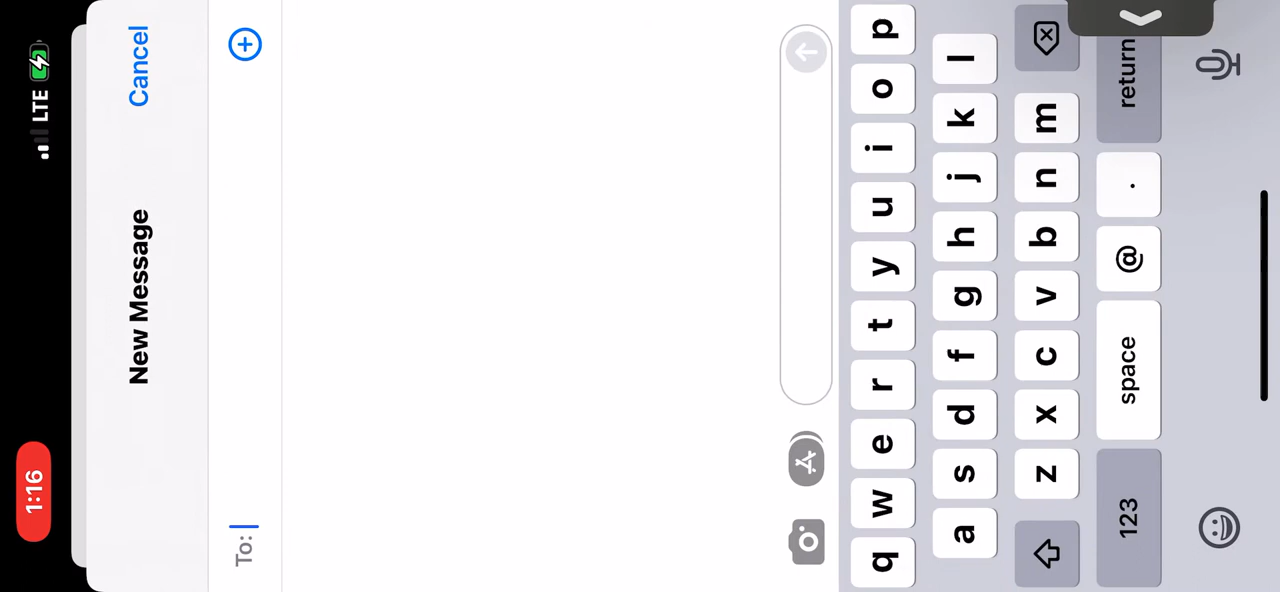 1:16 LTE
New Message Cancel
To:
q w e r t y u i o p
a s d f g h j k l
z x c v b n m
123 space @ . return